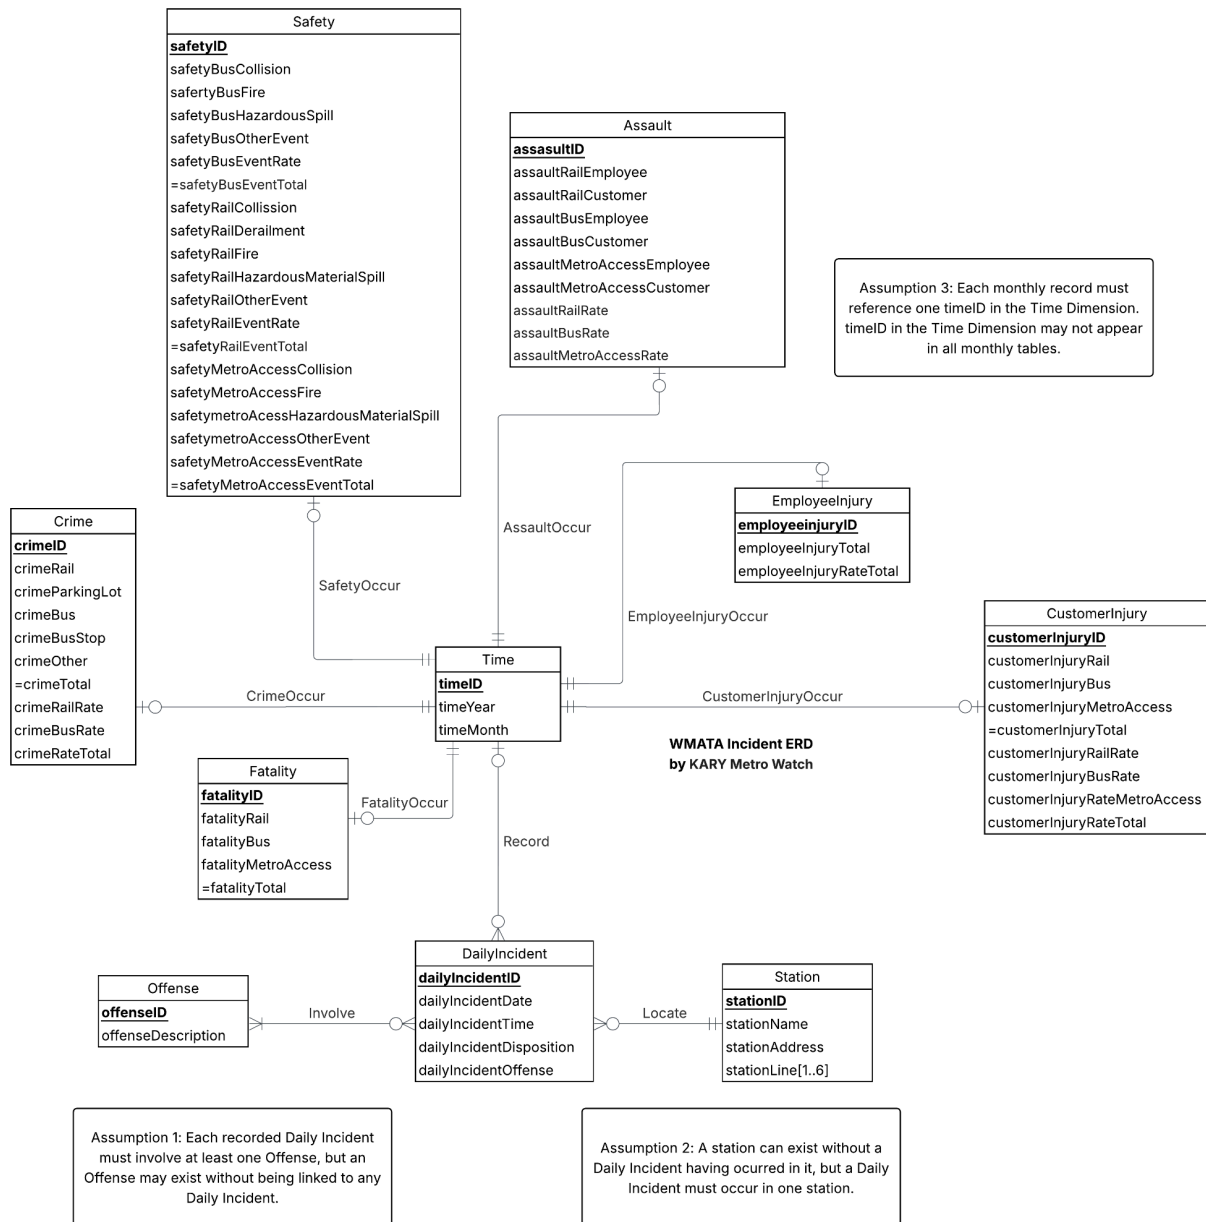 Safety
safetyID
safetyBusCollision
safertyBusFire
safetyBusHazardousSpill
safetyBusOtherEvent
safetyBusEventRate
=safetyBusEventTotal
safetyRailCollission
safetyRailDerailment
safetyRailFire
safetyRailHazardousMaterialSpill
safetyRailOtherEvent
safetyRailEventRate
=safetyRailEventTotal
safetyMetroAccessCollision
safetyMetroAccessFire
safetymetroAcessHazardousMaterialSpill
safetymetroAccessOtherEvent
safetyMetroAccessEventRate
=safetyMetroAccessEventTotal
Assault
assasultID
assaultRailEmployee
assaultRailCustomer
assaultBusEmployee
assaultBusCustomer
assaultMetroAccessEmployee
assaultMetroAccessCustomer
assaultRailRate
assaultBusRate
assaultMetroAccessRate
Assumption 3: Each monthly record must
reference one timeID in the Time Dimension.
timeID in the Time Dimension may not appear
in all monthly tables.
EmployeeInjury
employeeinjuryID
employeeInjuryTotal
employeeInjuryRateTotal
Crime
crimeID
crimeRail
crimeParkingLot
crimeBus
crimeBusStop
crimeOther
=crimeTotal
crimeRailRate
crimeBusRate
crimeRateTotal
AssaultOccur
SafetyOccur
EmployeeInjuryOccur
CustomerInjury
customerInjuryID
customerInjuryRail
customerInjuryBus
customerInjuryMetroAccess
=customerInjuryTotal
customerInjuryRailRate
customerInjuryBusRate
customerInjuryRateMetroAccess
customerInjuryRateTotal
Time
timeID
timeYear
timeMonth
CrimeOccur
CustomerInjuryOccur
WMATA Incident ERD
by KARY Metro Watch
Fatality
fatalityID
fatalityRail
fatalityBus
fatalityMetroAccess
=fatalityTotal
FatalityOccur
Record
DailyIncident
dailyIncidentID
dailyIncidentDate
dailyIncidentTime
dailyIncidentDisposition
dailyIncidentOffense
Offense
offenseID
offenseDescription
Involve
Locate
Station
stationID
stationName
stationAddress
stationLine[1..6]
Assumption 1: Each recorded Daily Incident
must involve at least one Offense, but an
Offense may exist without being linked to any
Daily Incident.
Assumption 2: A station can exist without a
Daily Incident having ocurred in it, but a Daily
Incident must occur in one station.